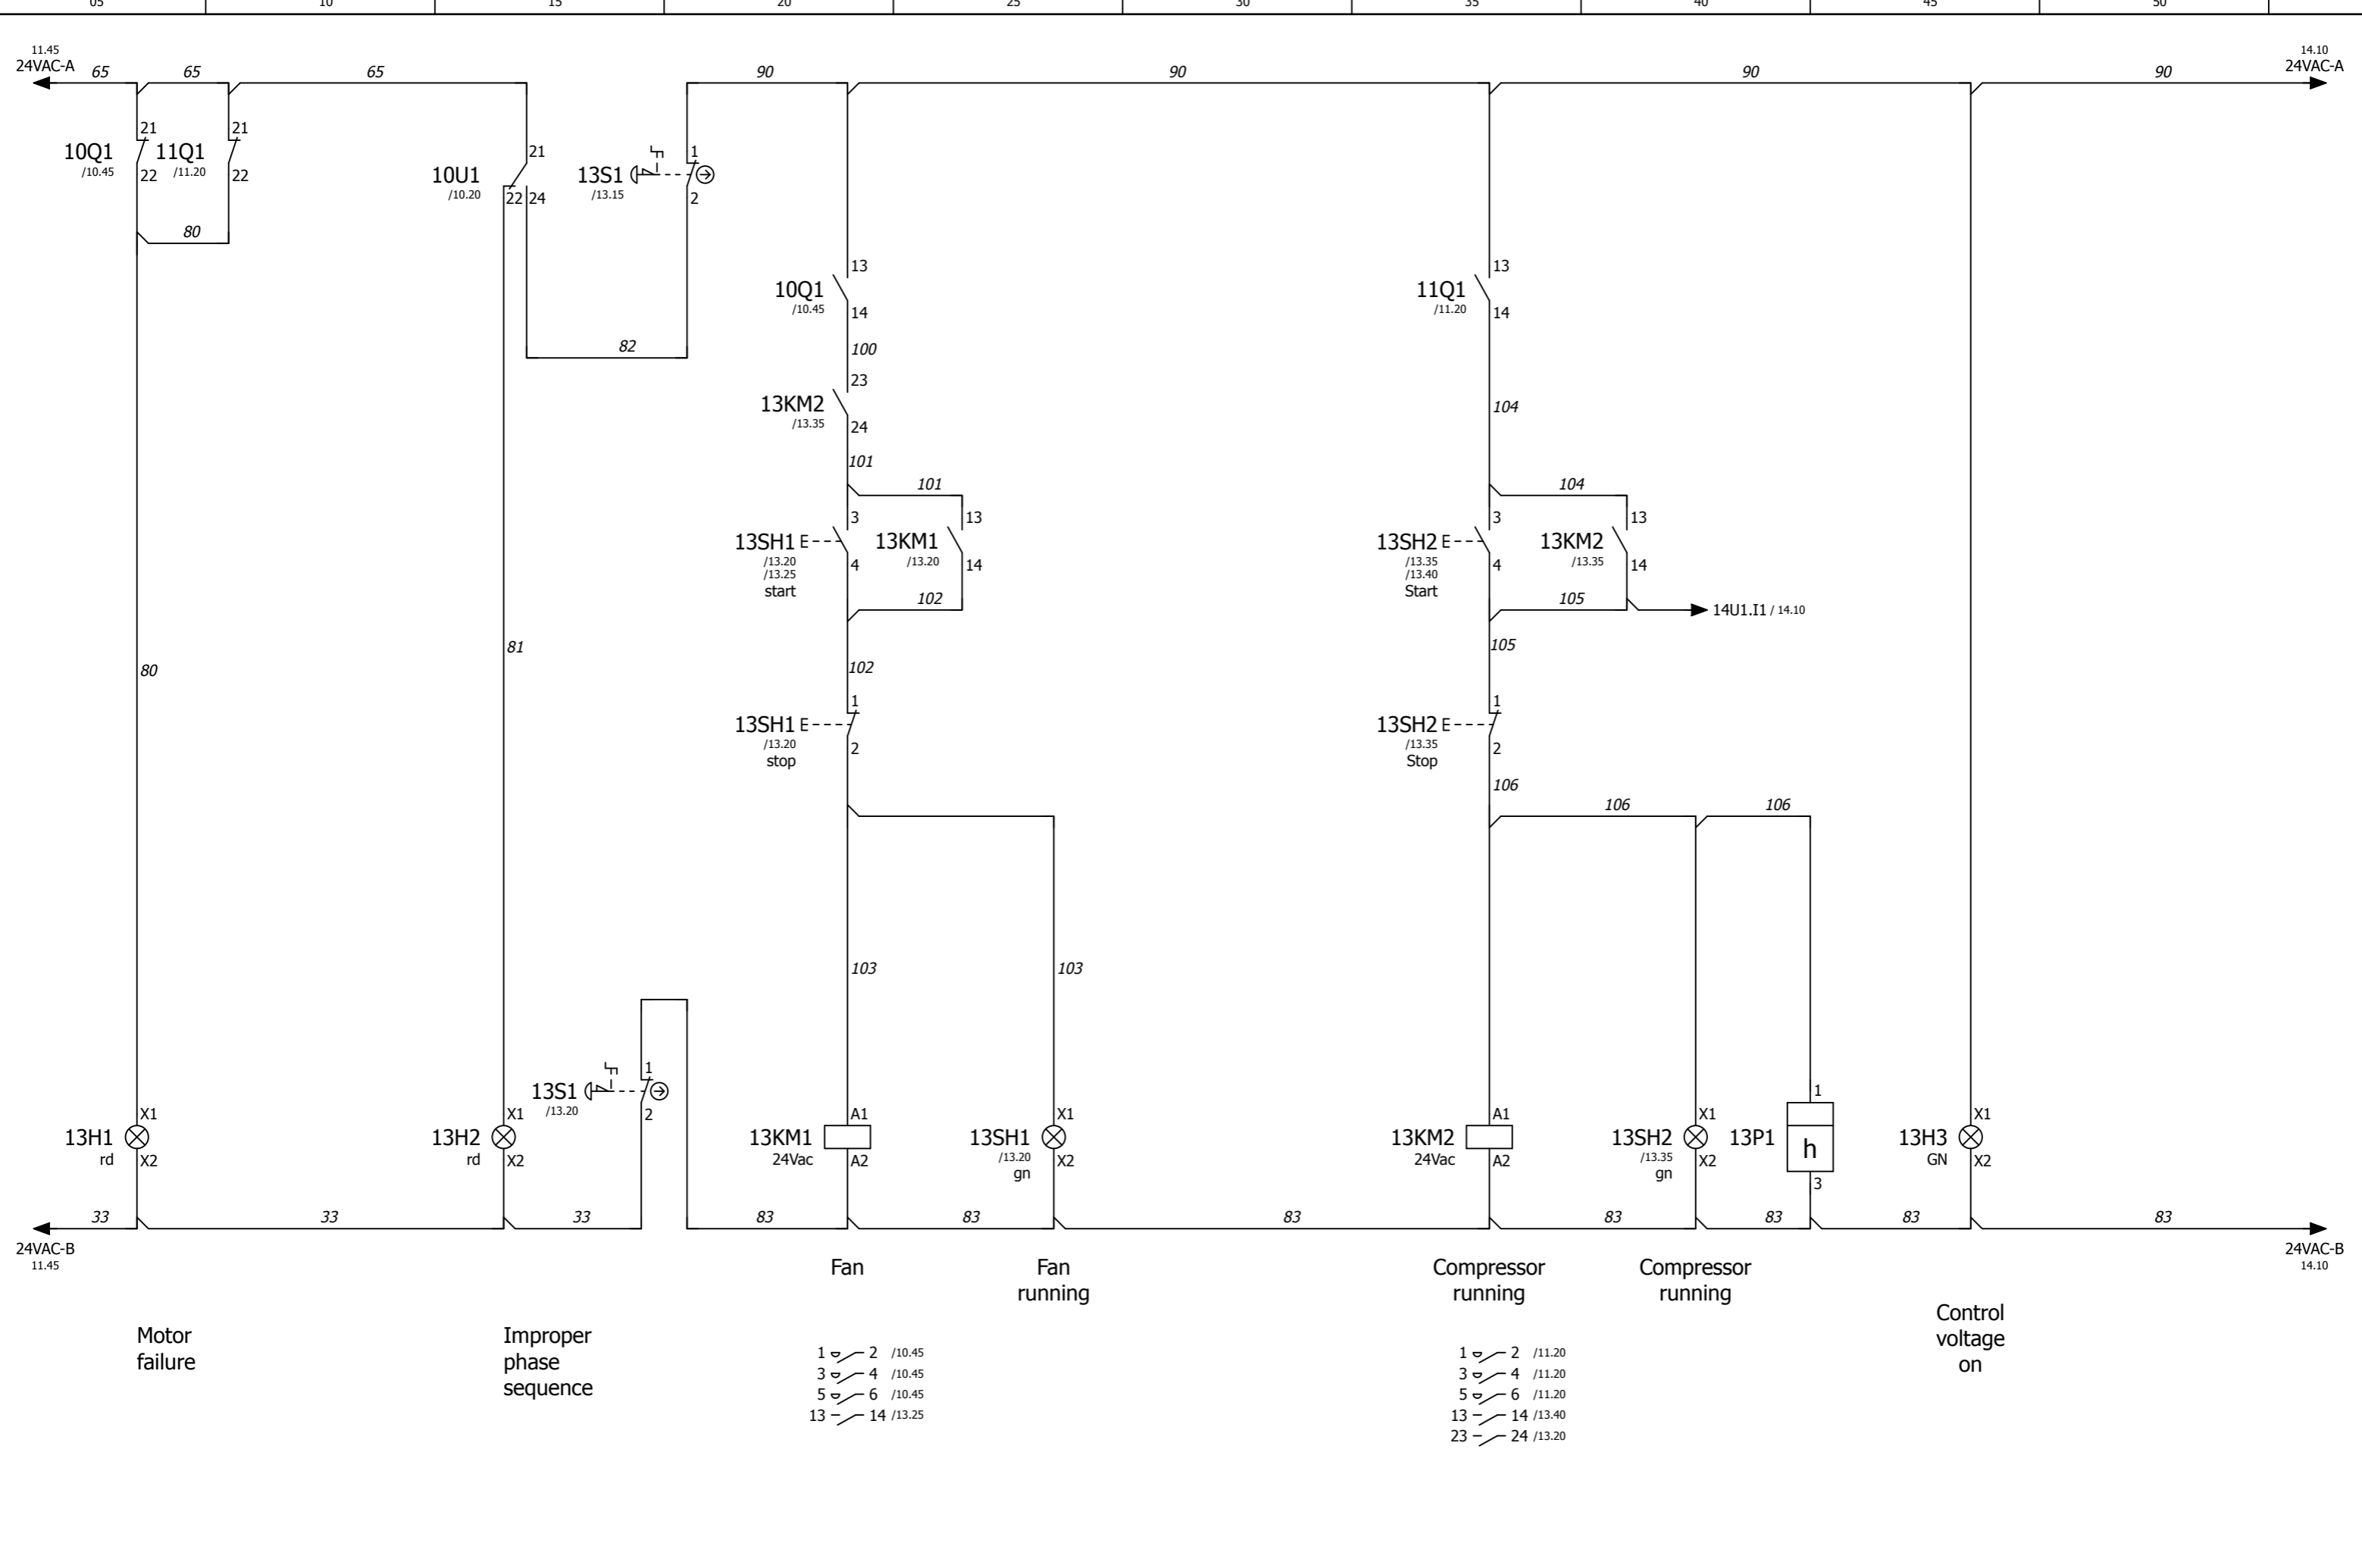 05 10 15 20 25 30 35 40 45 50
11.45 14.10
24VAC-A 65 65 65 90 90 90 90 24VAC-A
21 21
10Q1 11Q1
/10.45 22 /11.20 22
80
21
10U1
/10.20 22 24
1
13S1
/13.15 2
82
13 13
10Q1 11Q1
/10.45 14 /11.20 14
100
23
13KM2
/13.35 24
104
101
101 104
3 13 3 13
13SH1 E 13KM1 13SH2 E 13KM2
/13.20 4 /13.20 14 /13.35 4 /13.35 14
/13.25 /13.40
start Start
102 105 14U1.I1 / 14.10
80 81 102 105
1 1
13SH1 E 13SH2 E
/13.20 2 /13.35 2
stop Stop
106
106 106
103 103
1
13S1
/13.20 2
1
X1 X1 A1 X1 A1 X1 X1
13H1 13H2 13KM1 13SH1 13KM2 13SH2 13P1 h 13H3
rd X2 rd X2 24Vac A2 /13.20 X2 24Vac A2 /13.35 X2 GN X2
gn gn
3
33 33 33 83 83 83 83 83 83 83
24VAC-B 24VAC-B
11.45 14.10
Fan
Fan
running
Compressor
running
Compressor
running
Control
voltage
on
Motor
failure
Improper
phase
sequence
1 2 /10.45
3 4 /10.45
5 6 /10.45
13 14 /13.25
1 2 /11.20
3 4 /11.20
5 6 /11.20
13 14 /13.40
23 24 /13.20